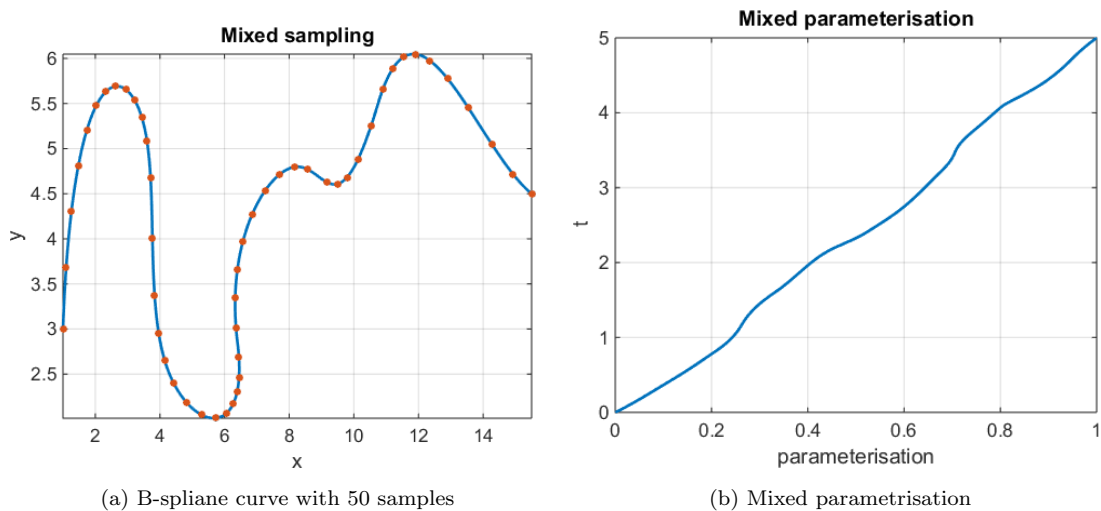 Mixed sampling
6
5.5
5
4.5
4
3.5
3
2.5
y
2 4 6 8 10 12 14
x
(a) B-spliane curve with 50 samples
Mixed parameterisation
5
4
3
2
1
0
t
0 0.2 0.4 0.6 0.8 1
parameterisation
(b) Mixed parametrisation